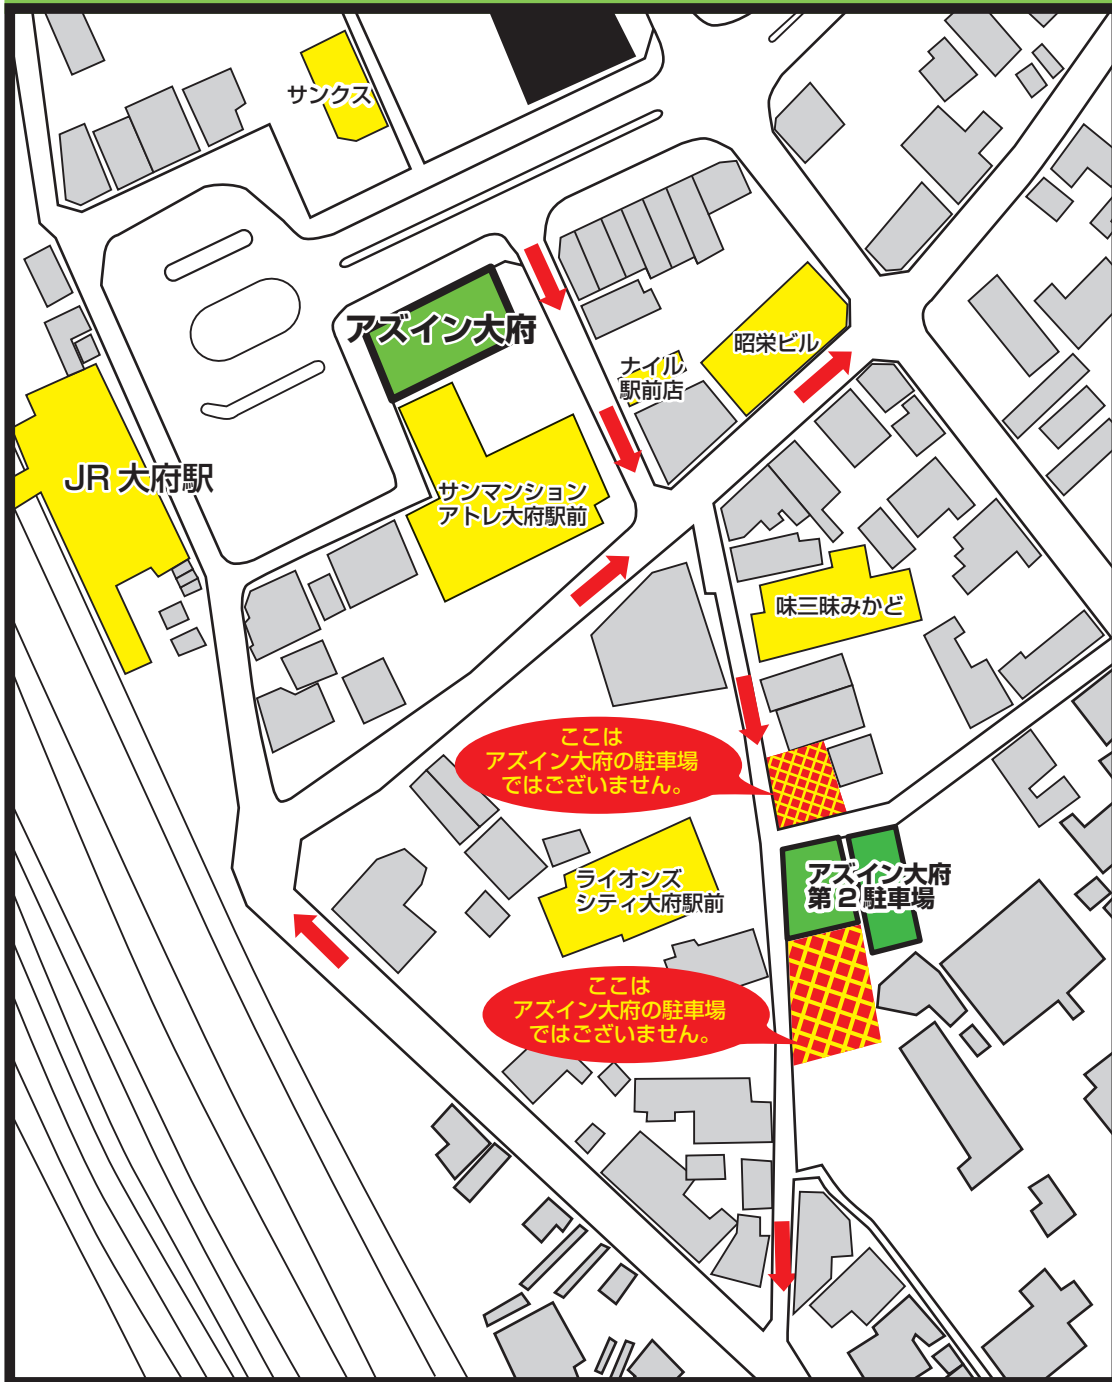 サンクス
アズイン大府
ナイル
駅前店
昭栄ビル
JR 大府駅
サンマンション
アトレ大府駅前
味三昧みかど
ここは
アズイン大府の駐車場
ではございません。
ライオンズ
シティ大府駅前
アズイン大府
第2駐車場
ここは
アズイン大府の駐車場
ではございません。